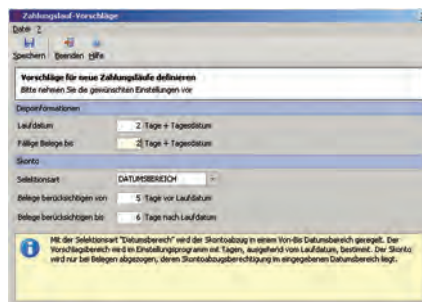 Zahlungslauf-Vorschläge
Datei ?
Speichern Beenden Hilfe
Vorschläge für neue Zahlungsläufe definieren
Bitte nehmen Sie die gewünschten Einstellungen vor
Dispoinformationen
Laufdatum 2 Tage + Tagesdatum
Fällige Belege bis 2 Tage + Tagesdatum
Skonto
Selektionsart DATUMSBEREICH
Belege berücksichtigen von 5 Tage vor Laufdatum
Belege berücksichtigen bis 6 Tage nach Laufdatum
Mit der Selektionsart "Datumsbereich" wird der Skontoabzug in einem Von-Bis Datumsbereich geregelt. Der
Vorschlagsbereich wird im Einstellungsprogramm mit Tagen, ausgehend vom Laufdatum, bestimmt. Der Skonto
wird nur bei Belegen abgezogen, deren Skontoabzugsberechtigung im eingegebenen Datumsbereich liegt.